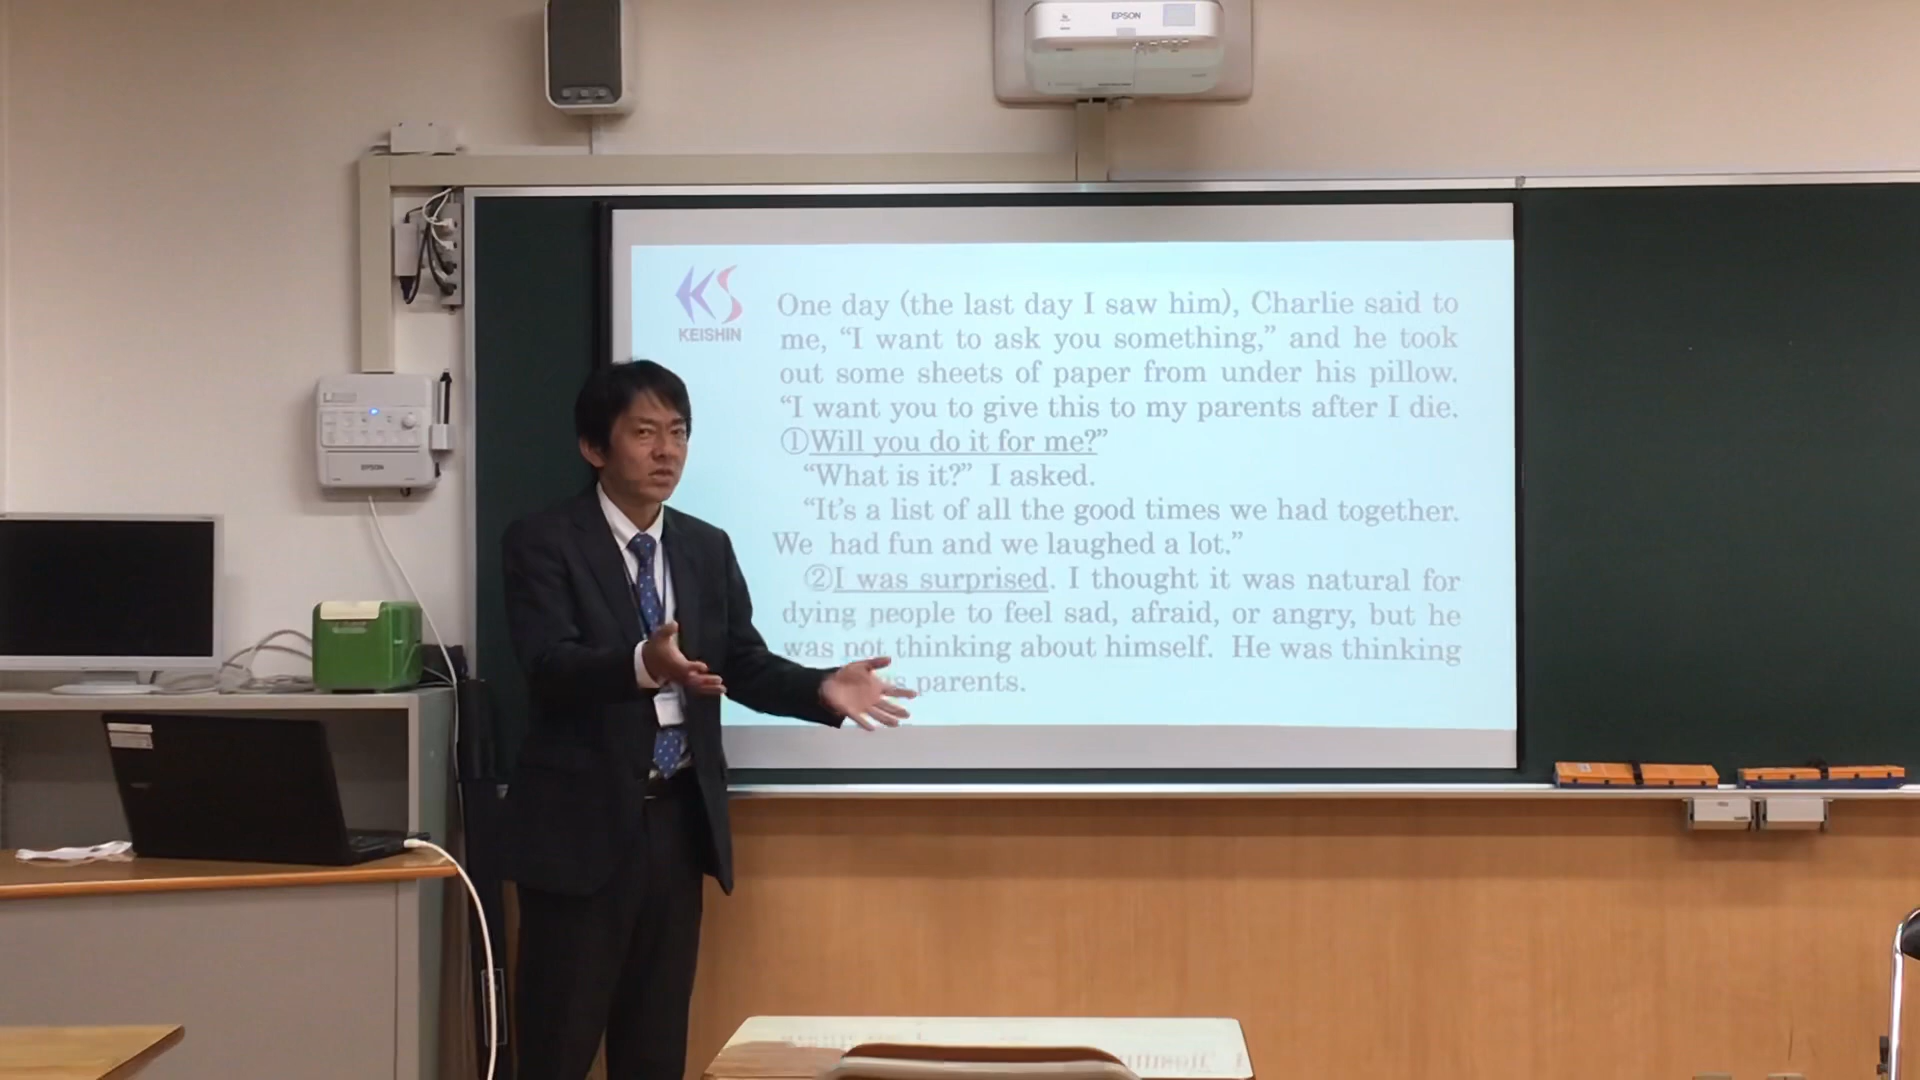 EPSON
KS
KEISHIN
One day (the last day I saw him), Charlie said to
me, “I want to ask you something,” and he took
out some sheets of paper from under his pillow.
“I want you to give this to my parents after I die.
①Will you do it for me?”
“What is it?” I asked.
“It’s a list of all the good times we had together.
We had fun and we laughed a lot.”
②I was surprised. I thought it was natural for
dying people to feel sad, afraid, or angry, but he
was not thinking about himself. He was thinking
parents.
EPSON